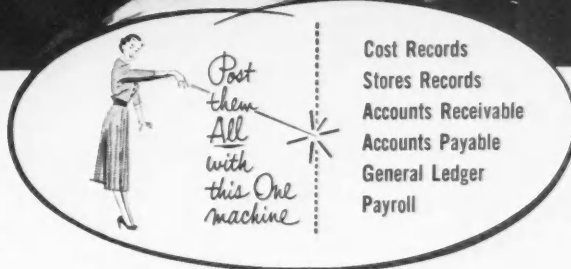 Post
them
All
with
this One
machine
Cost Records
Stores Records
Accounts Receivable
Accounts Payable
General Ledger
Payroll